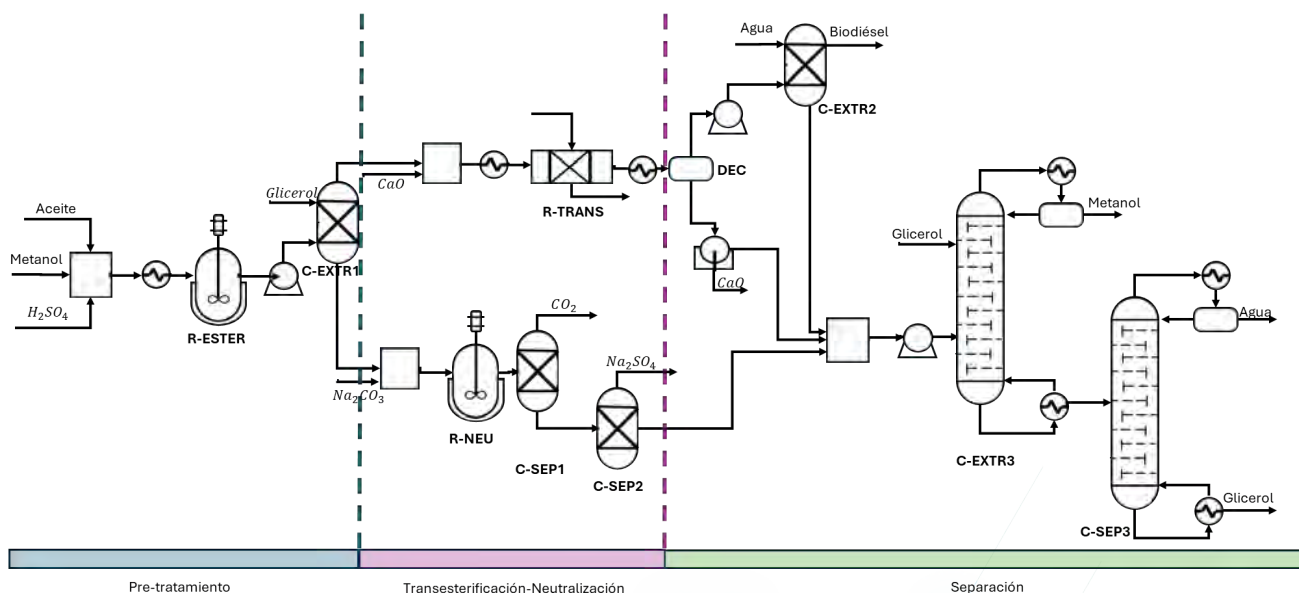 Aceite
Metanol
H₂SO₄
R-ESTER
Glicerol
C-EXTR1
CaO
R-TRANS
Na₂CO₃
R-NEU
CO₂
C-SEP1
Na₂SO₄
C-SEP2
DEC
CaO
Agua
Biodiésel
C-EXTR2
Glicerol
Metanol
C-EXTR3
Agua
Glicerol
C-SEP3
Pre-tratamiento
Transesterificación-Neutralización
Separación